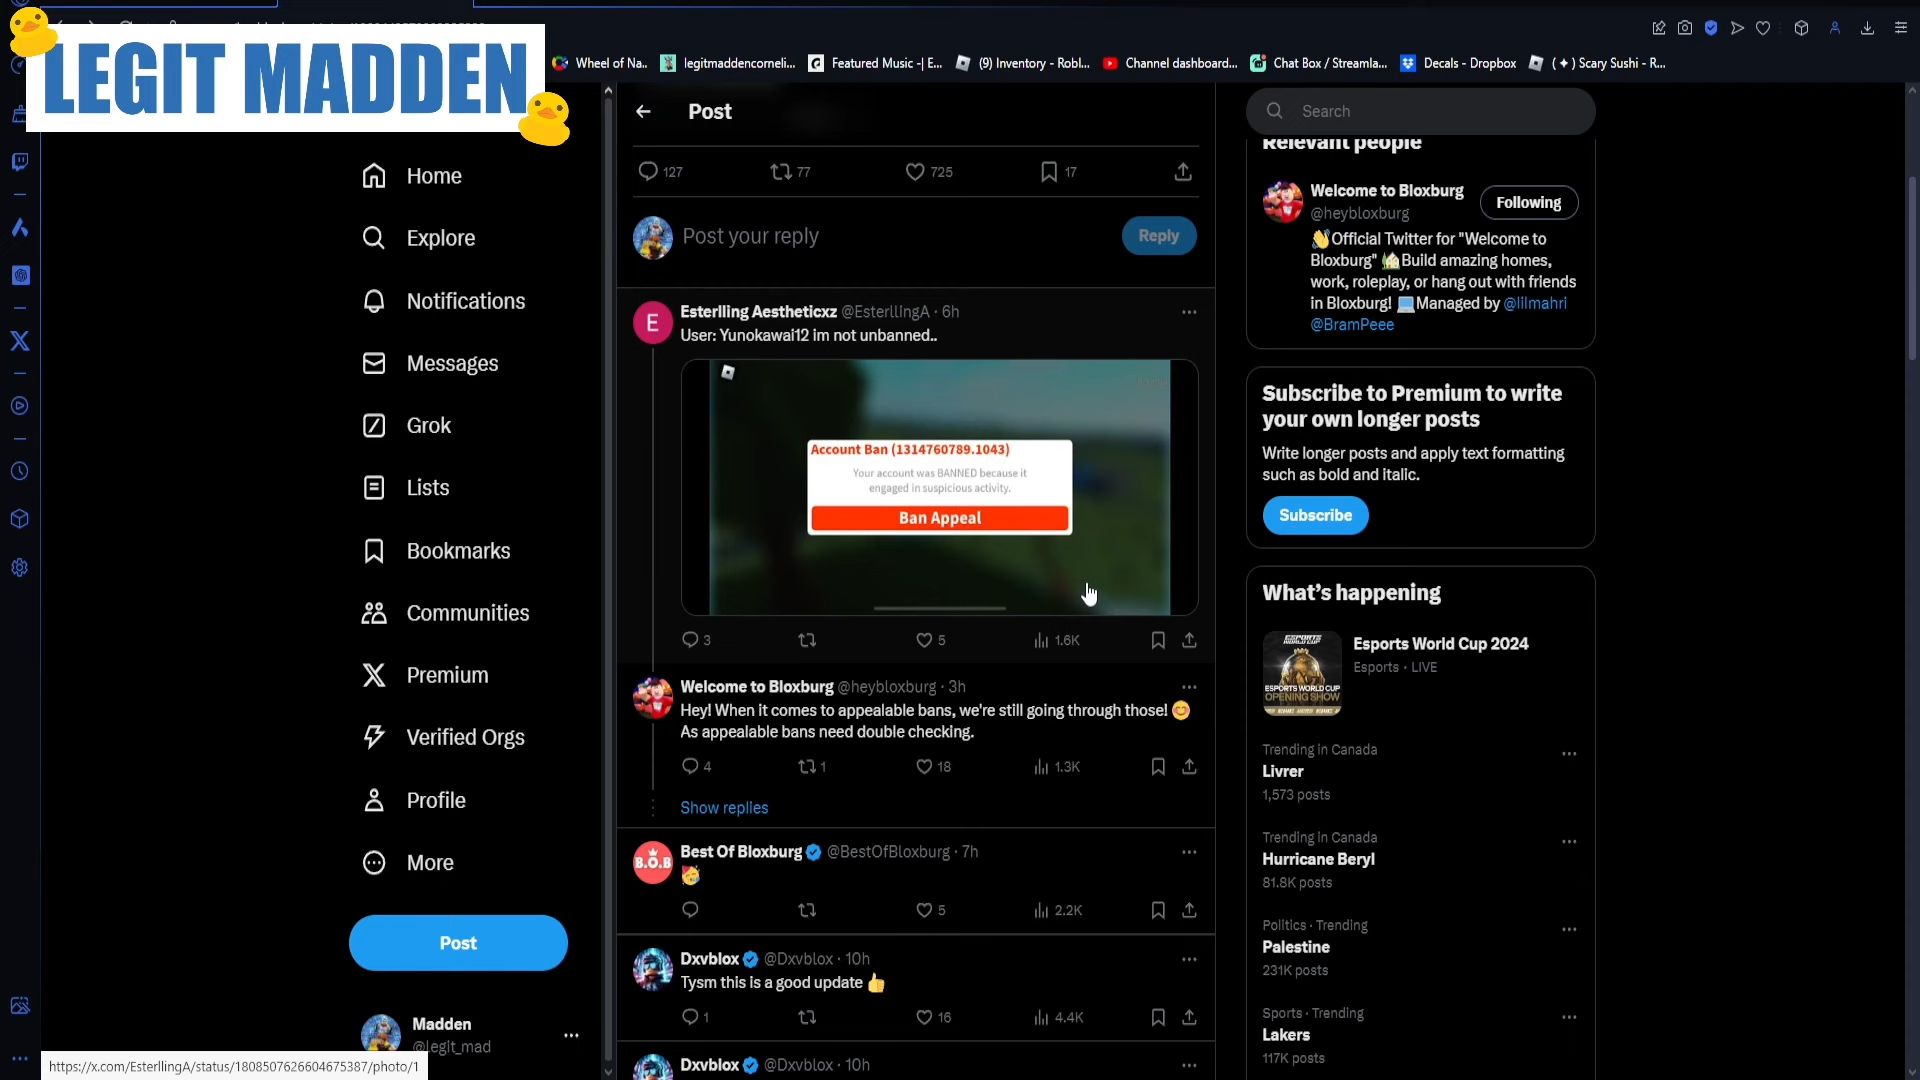 LEGIT MADDEN
Wheel of Na..
legitmaddencorneli...
Featured Music -| E...
(9) Inventory - Robl...
Channel dashboard...
Chat Box / Streamla...
Decals - Dropbox
( ✦ ) Scary Sushi - R...
Home
Explore
Notifications
Messages
Grok
Lists
Bookmarks
Communities
Premium
Verified Orgs
Profile
More
Post
Madden
@legit_mad
https://x.com/EsterllingA/status/1808507626604675387/photo/1
Post
127
77
725
17
Post your reply
Reply
E
Esterlling Aestheticxz @EsterllingA · 6h
User: Yunokawai12 im not unbanned..
Account Ban (1314760789.1043)
Your account was BANNED because it
engaged in suspicious activity.
Ban Appeal
3
5
1.6K
Welcome to Bloxburg @heybloxburg · 3h
Hey! When it comes to appealable bans, we're still going through those! 😊
As appealable bans need double checking.
4
1
18
1.3K
Show replies
B.O.B
Best Of Bloxburg @BestOfBloxburg · 7h
🥳
5
2.2K
Dxvblox @Dxvblox · 10h
Tysm this is a good update 👍
1
16
4.4K
Dxvblox @Dxvblox · 10h
Search
Relevant people
Welcome to Bloxburg
@heybloxburg
Following
👋Official Twitter for "Welcome to
Bloxburg" 🏡Build amazing homes,
work, roleplay, or hang out with friends
in Bloxburg! 💻Managed by @lilmahri
@BramPeee
Subscribe to Premium to write
your own longer posts
Write longer posts and apply text formatting
such as bold and italic.
Subscribe
What's happening
ESPORTS
WORLD CUP
ESPORTS WORLD CUP
OPENING SHOW
Esports World Cup 2024
Esports · LIVE
Trending in Canada
Livrer
1,573 posts
Trending in Canada
Hurricane Beryl
81.8K posts
Politics · Trending
Palestine
231K posts
Sports · Trending
Lakers
117K posts